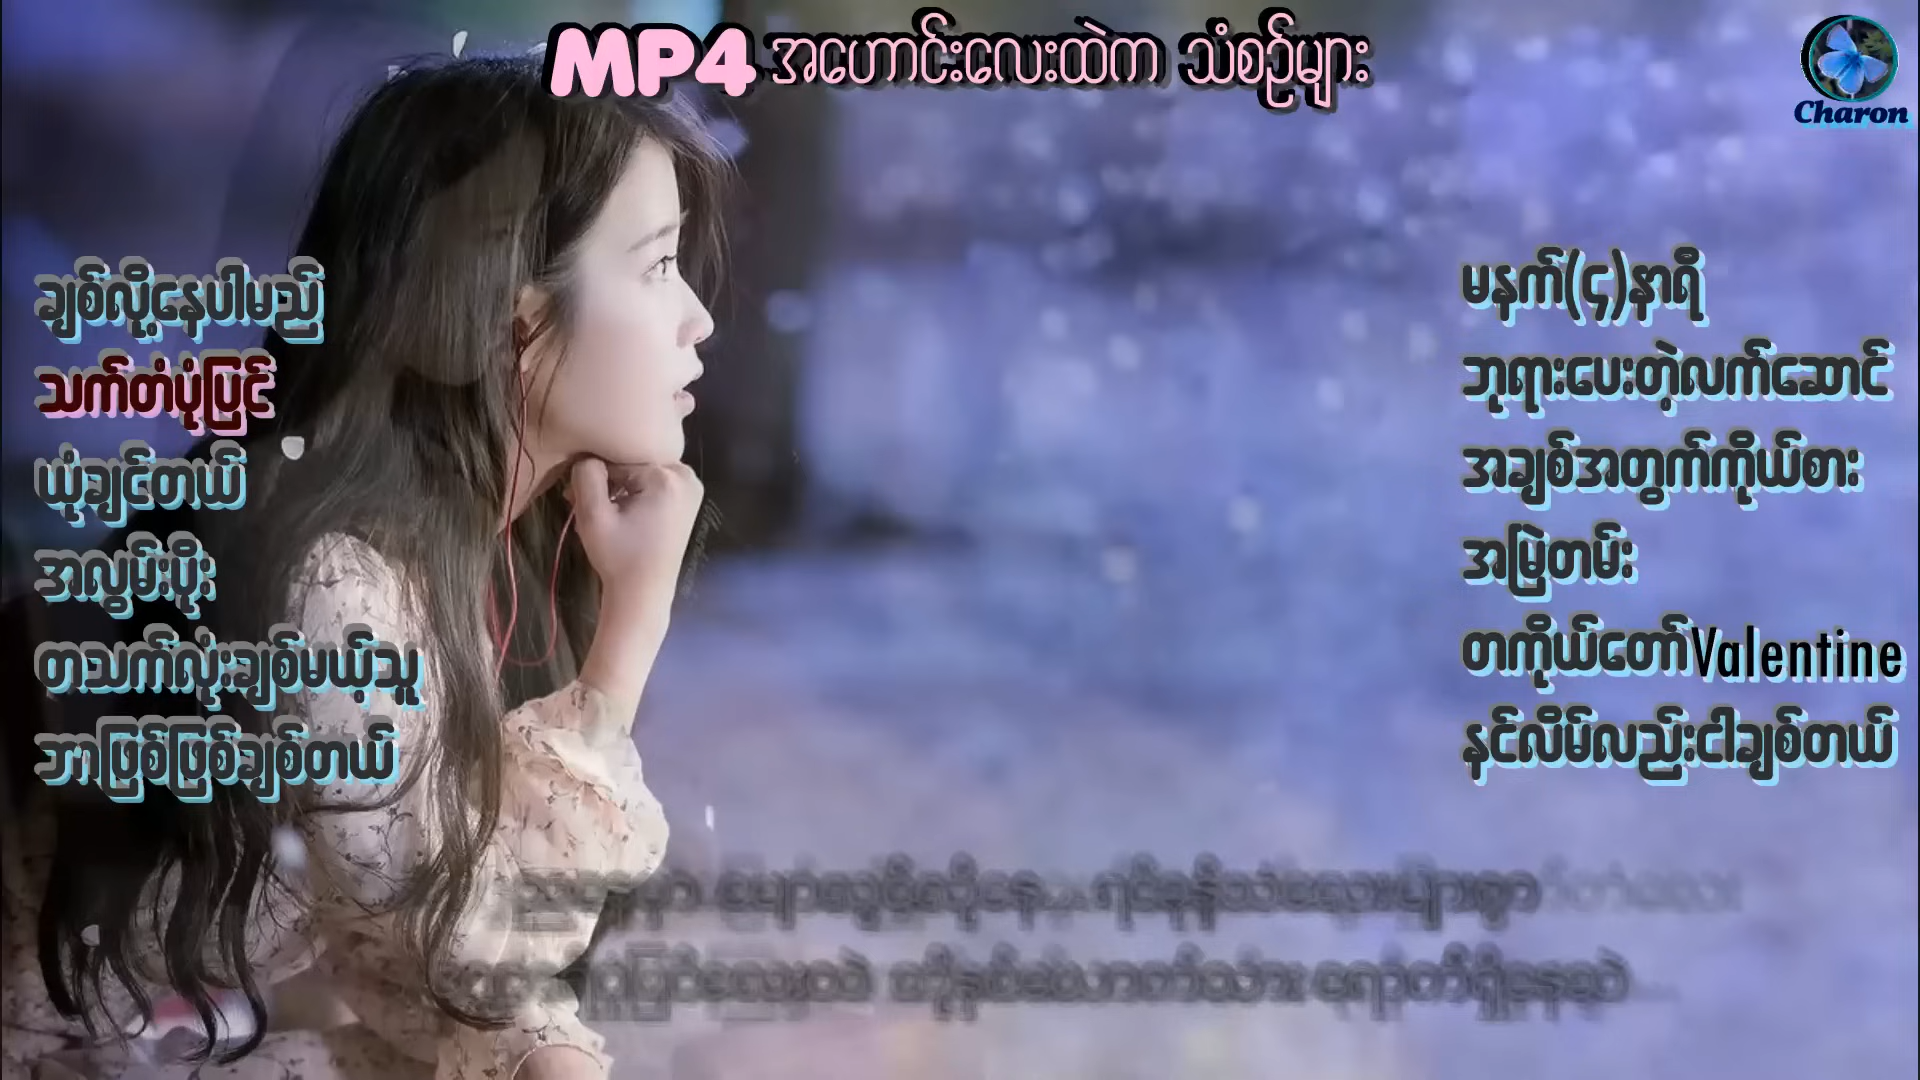 MP4 အဟောင်းလေးထဲက သံစဉ်များ
Charon
ချစ်လို့နေပါမည်
သက်တံပုံပြင်
ယုံချင်တယ်
အလွမ်းပိုး
တသက်လုံးချစ်မယ့်သူ
ဘာဖြစ်ဖြစ်ချစ်တယ်
မနက်(၄)နာရီ
ဘုရားပေးတဲ့လက်ဆောင်
အချစ်အတွက်ကိုယ်စား
အမြဲတမ်း
တကိုယ်တော်Valentine
နင်လိမ်လည်းငါချစ်တယ်